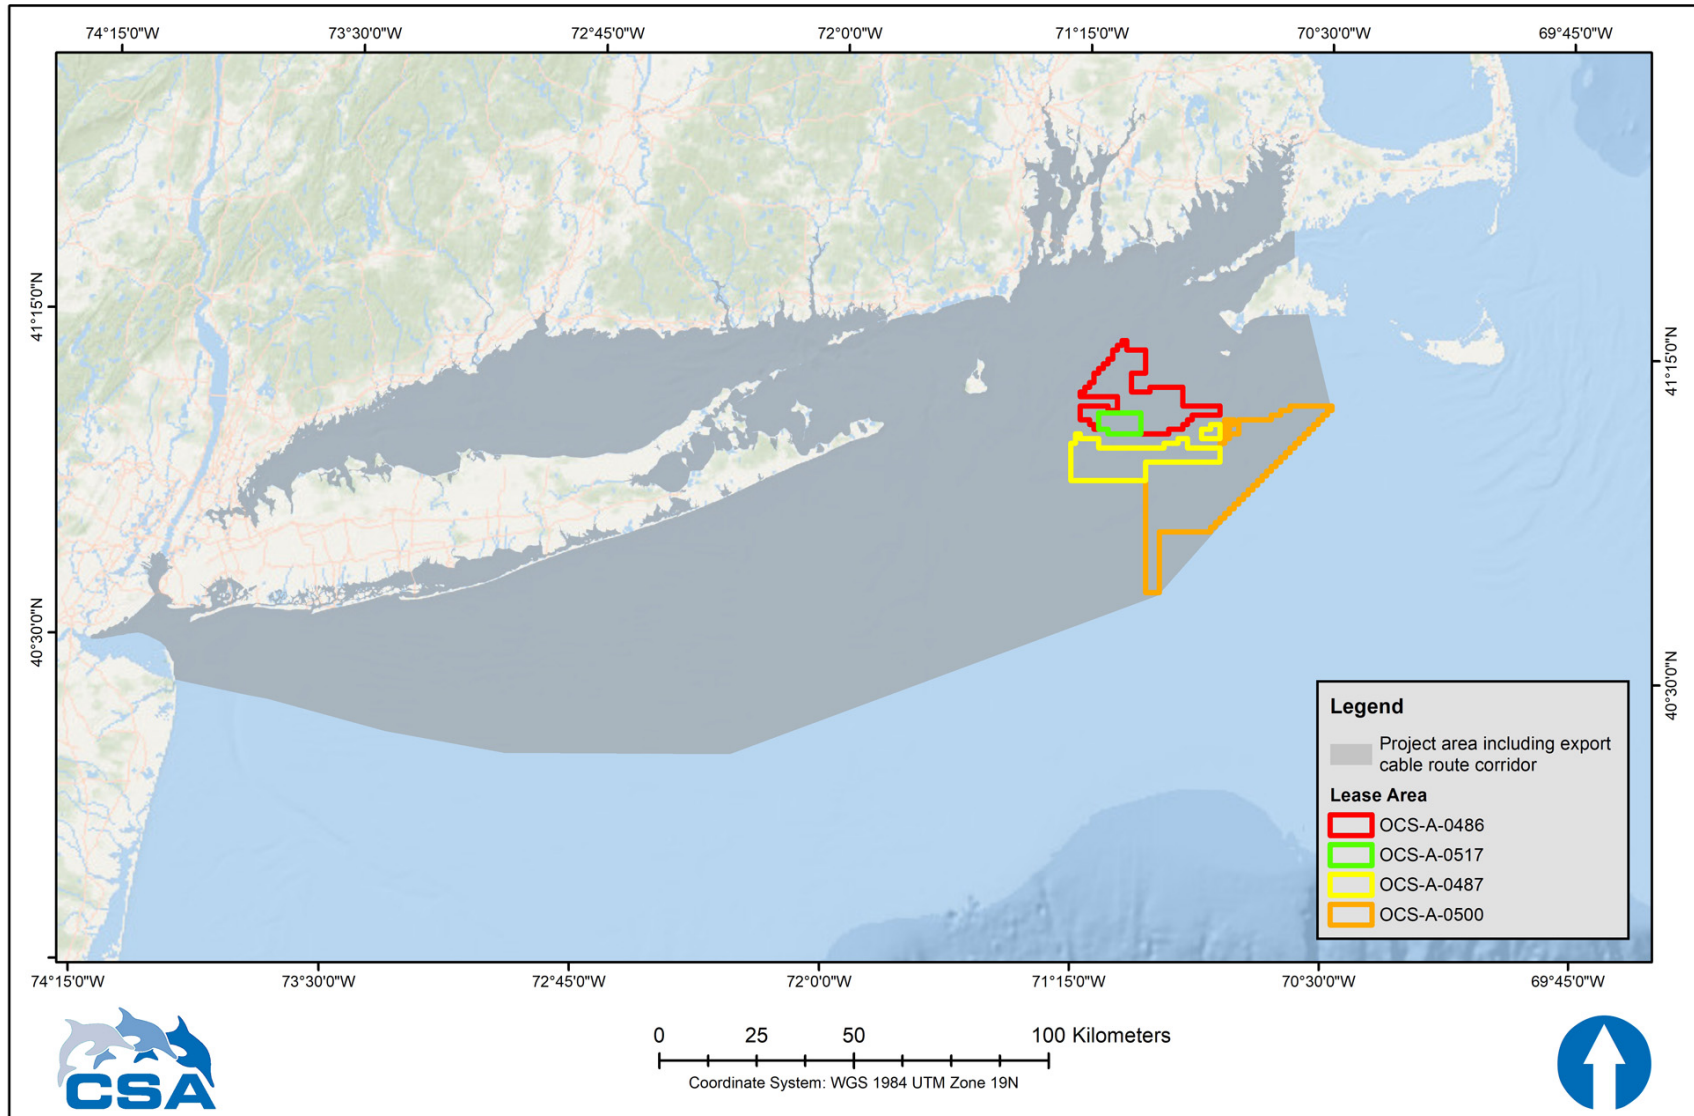 74°15'0"W 73°30'0"W 72°45'0"W 72°0'0"W 71°15'0"W 70°30'0"W 69°45'0"W
41°15'0"N
41°15'0"N
40°30'0"N
40°30'0"N
Legend
Project area including export
cable route corridor
Lease Area
OCS-A-0486
OCS-A-0517
OCS-A-0487
OCS-A-0500
74°15'0"W 73°30'0"W 72°45'0"W 72°0'0"W 71°15'0"W 70°30'0"W 69°45'0"W
CSA
0 25 50 100 Kilometers
Coordinate System: WGS 1984 UTM Zone 19N